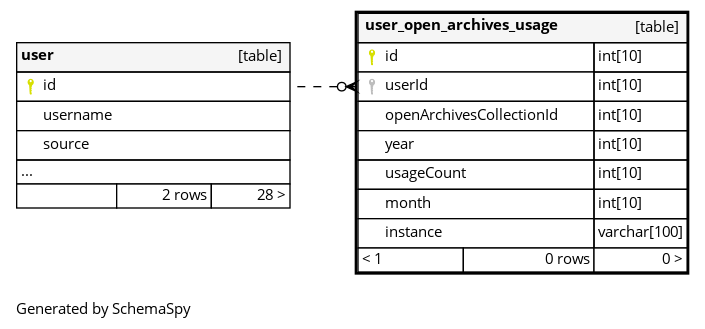 user [table]
id
username
source
...
2 rows 28 >
user_open_archives_usage [table]
id int[10]
userId int[10]
openArchivesCollectionId int[10]
year int[10]
usageCount int[10]
month int[10]
instance varchar[100]
< 1 0 rows 0 >
Generated by SchemaSpy